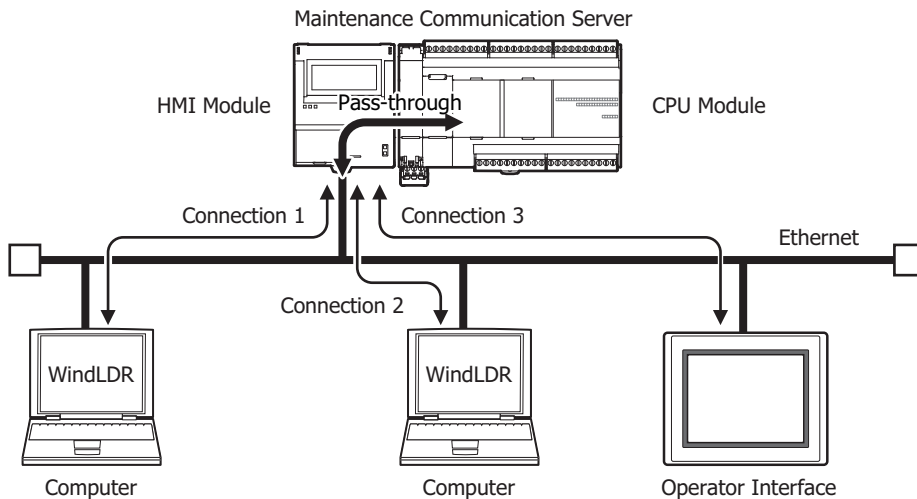 Maintenance Communication Server
HMI Module
Pass-through
CPU Module
Connection 1
Connection 3
Ethernet
Connection 2
WindLDR
WindLDR
Computer
Computer
Operator Interface